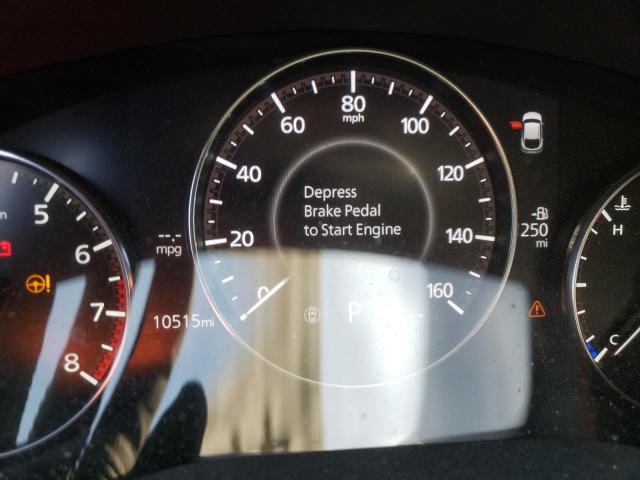 80
mph
60
100
40
120
Depress
Brake Pedal
to Start Engine
5
6
7
8
--.-
mpg
20
140
250
mi
H
0
160
P
10515mi
C